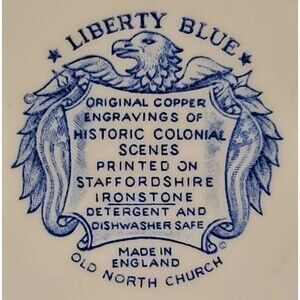 ★ LIBERTY BLUE ★
ORIGINAL COPPER
ENGRAVINGS OF
HISTORIC COLONIAL
SCENES
PRINTED ON
STAFFORDSHIRE
IRONSTONE
DETERGENT AND
DISHWASHER SAFE
MADE IN
ENGLAND
OLD NORTH CHURCH ©